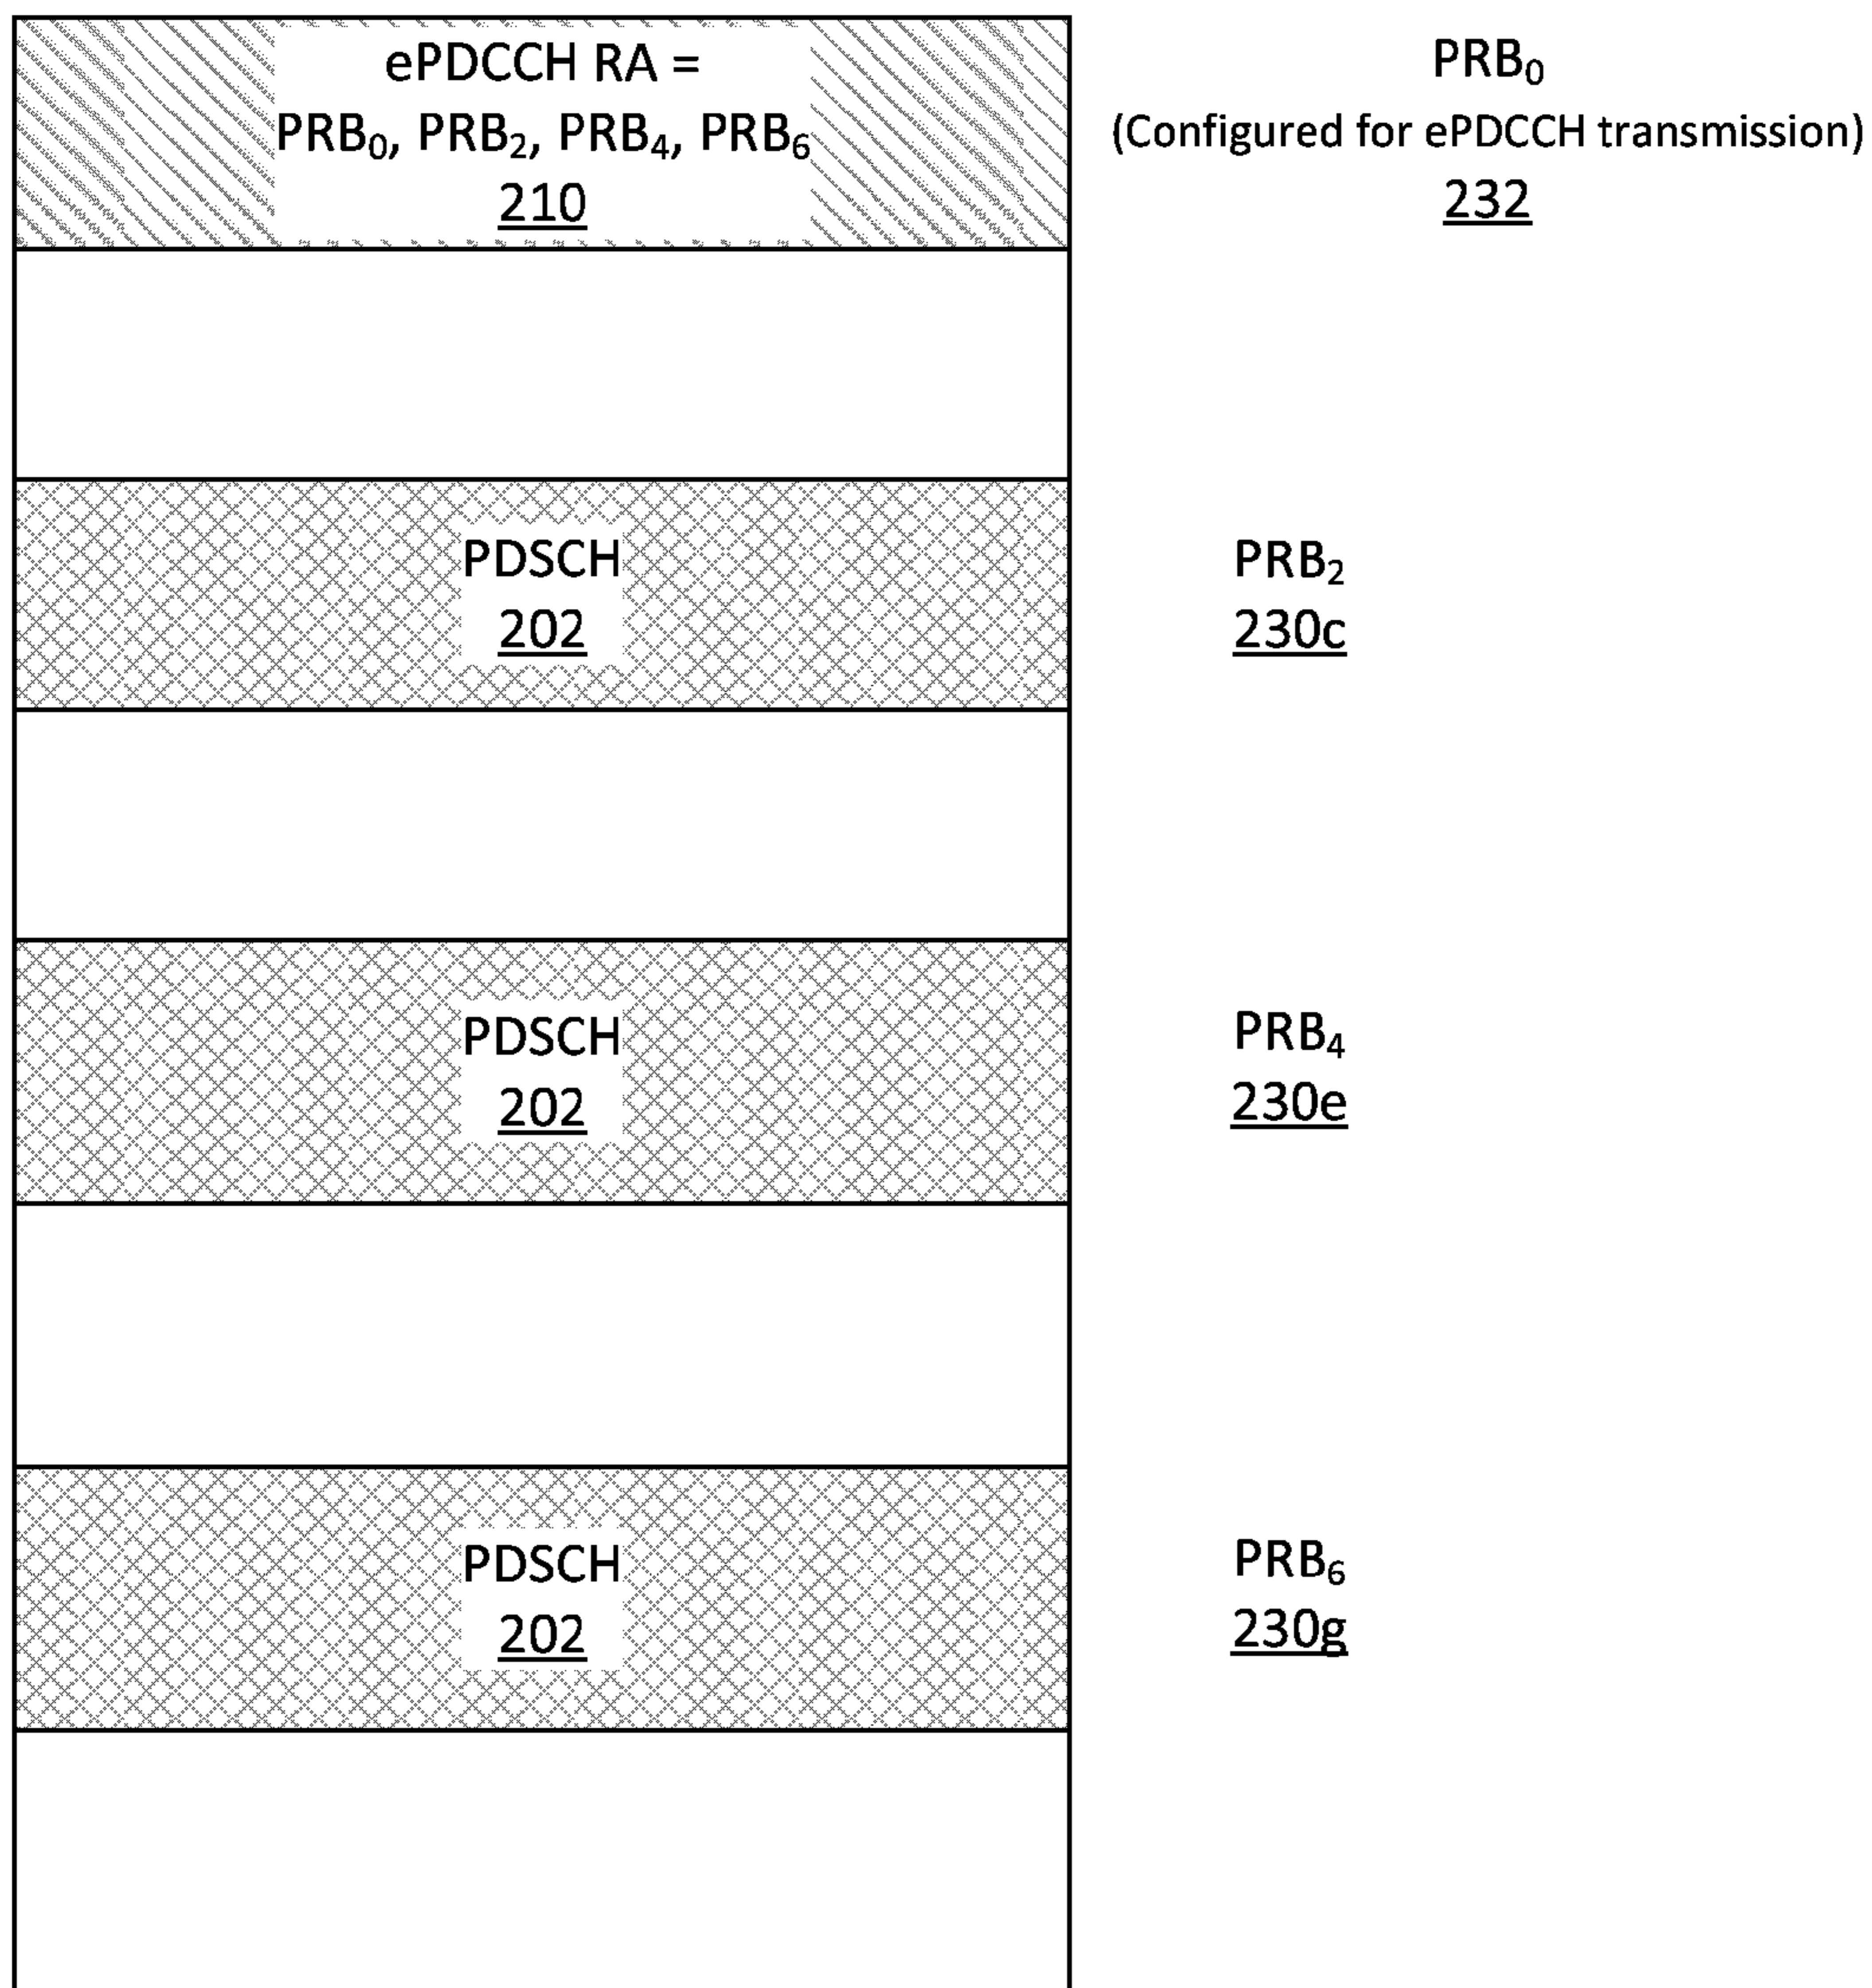 ePDCCH RA =
PRB₀, PRB₂, PRB₄, PRB₆
210
PRB₀
(Configured for ePDCCH transmission)
232
PDSCH
202
PRB₂
230c
PDSCH
202
PRB₄
230e
PDSCH
202
PRB₆
230g